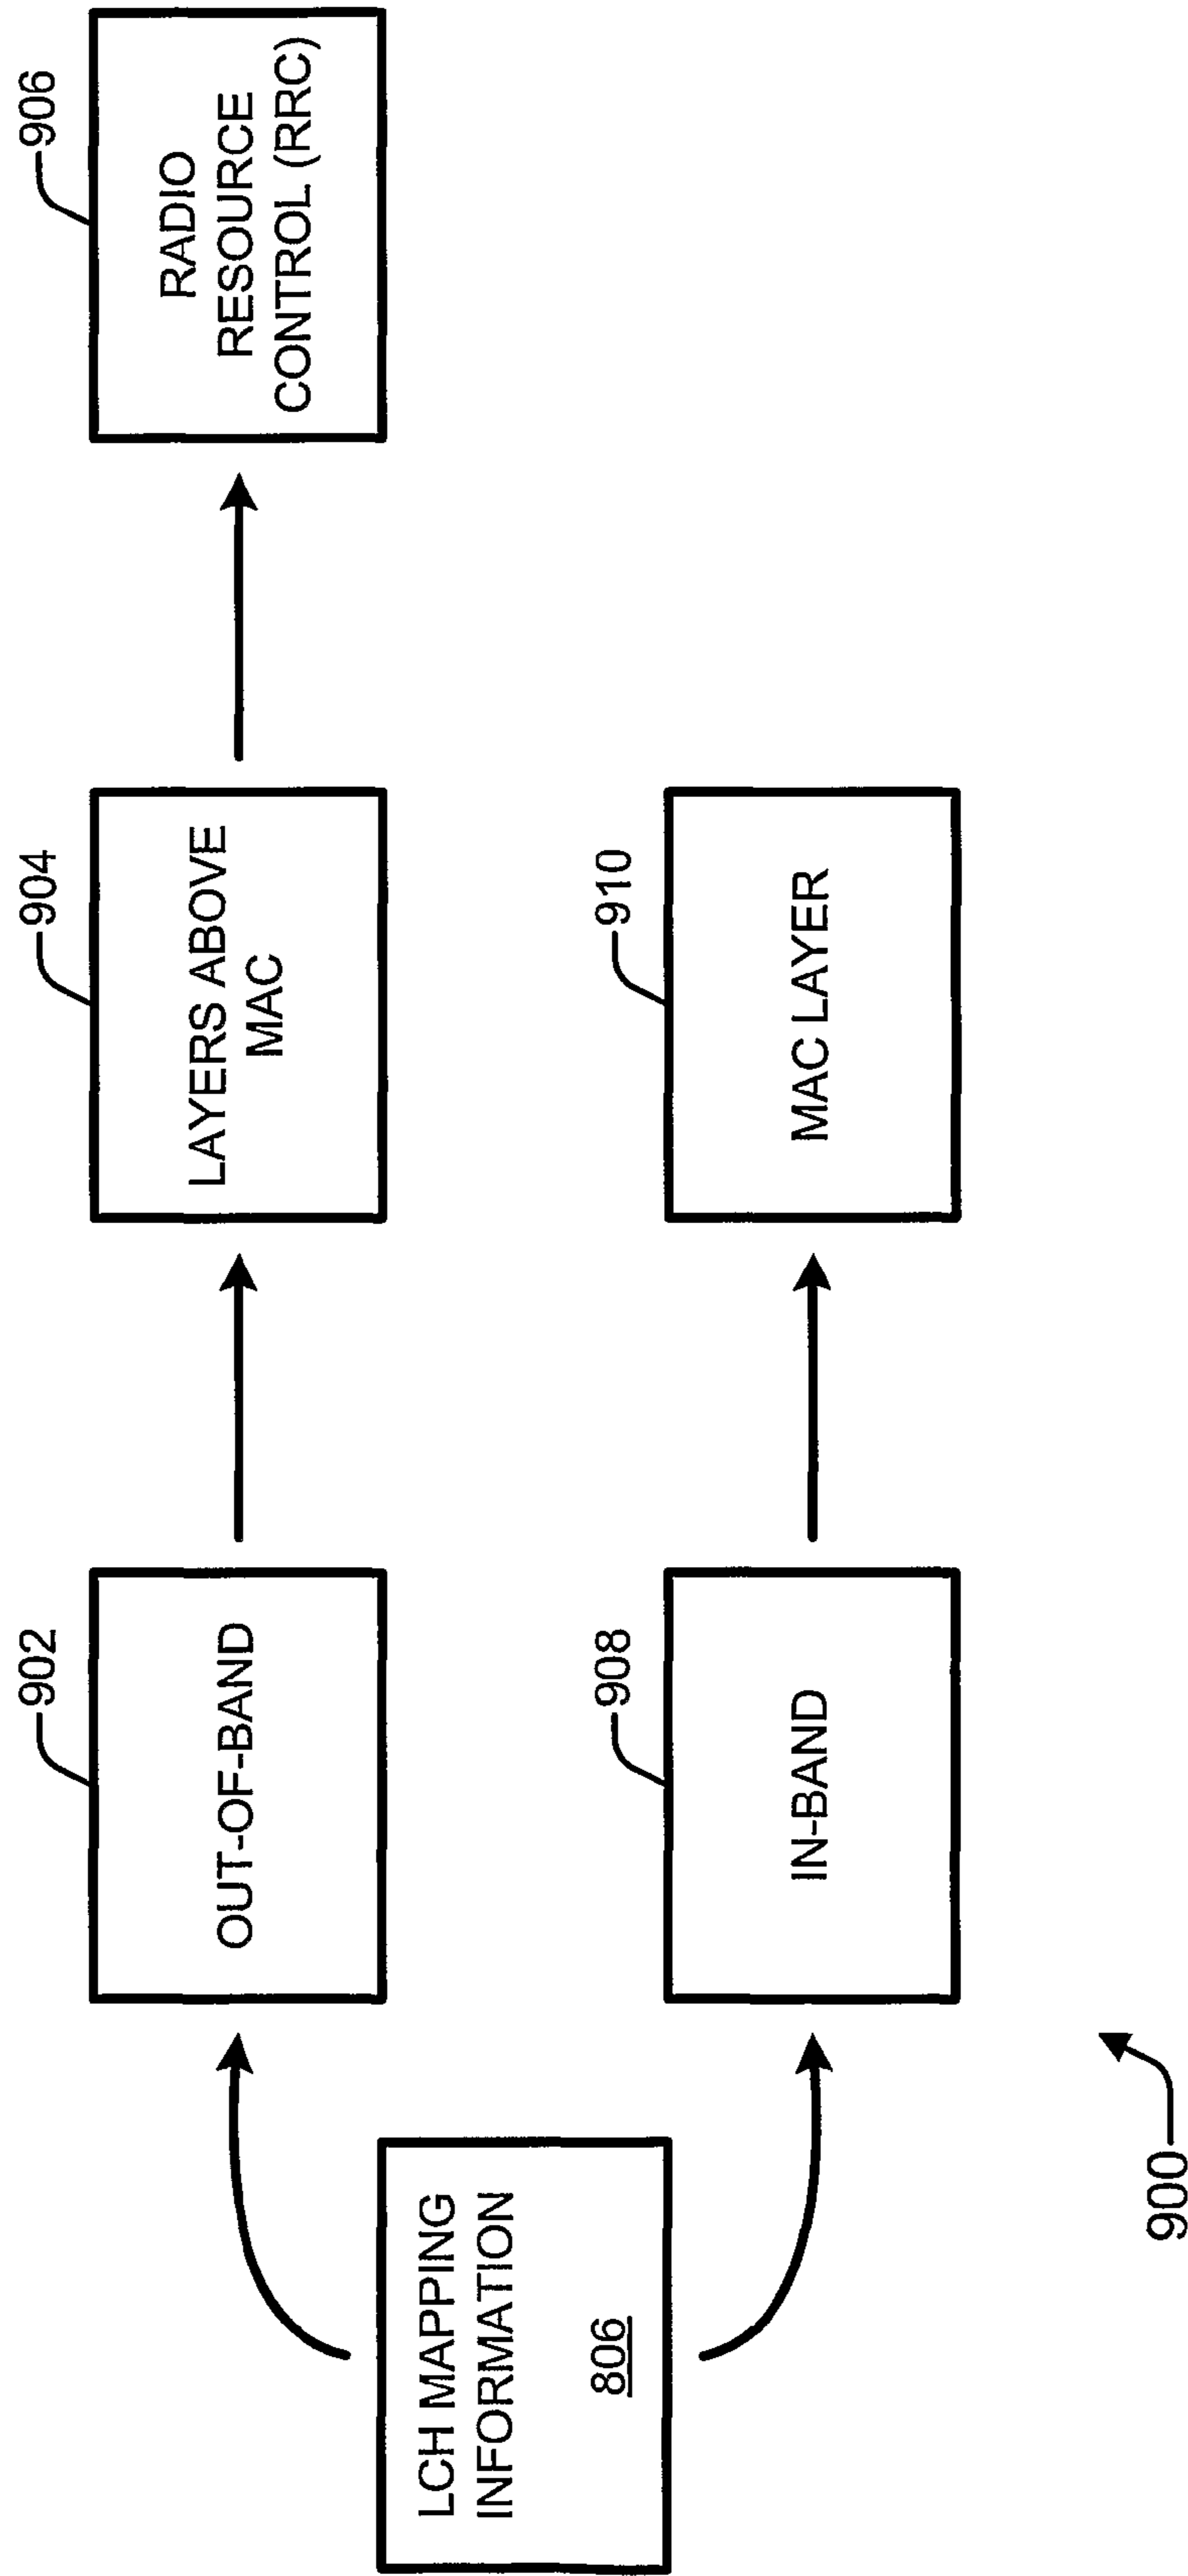 902
OUT-OF-BAND
904
LAYERS ABOVE
MAC
906
RADIO
RESOURCE
CONTROL (RRC)
LCH MAPPING
INFORMATION
806
908
IN-BAND
910
MAC LAYER
900